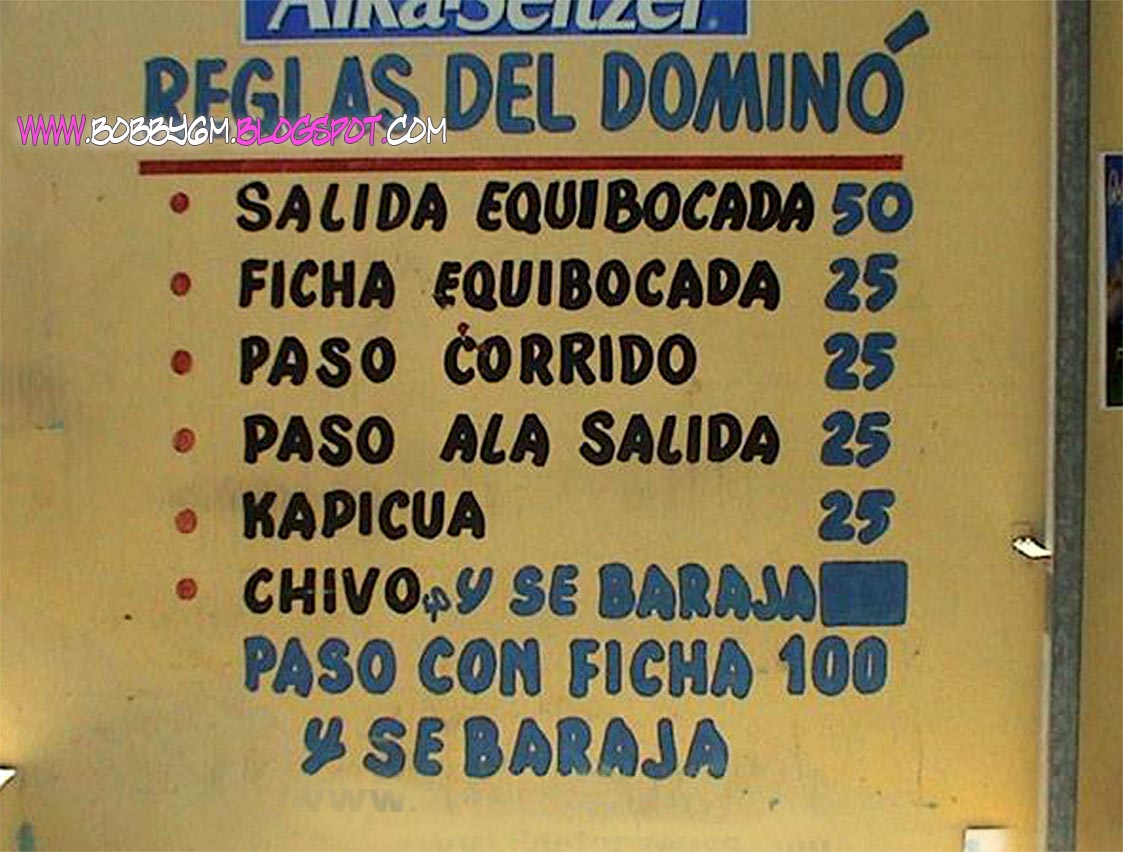 Alka-Seltzer
REGLAS DEL DOMINÓ
WWW.BOBBYGM.BLOGSPOT.COM
• SALIDA EQUIBOCADA 50
• FICHA EQUIBOCADA 25
• PASO CORRIDO 25
• PASO ALA SALIDA 25
• KAPICUA 25
• CHIVO Y SE BARAJA
PASO CON FICHA 100
Y SE BARAJA
www.